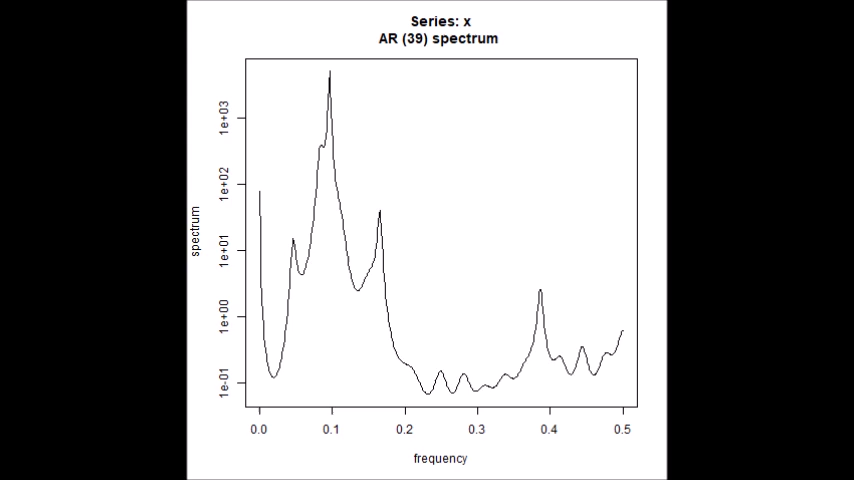 Series: x
AR (39) spectrum
1e+03
1e+02
1e+01
1e+00
1e-01
spectrum
0.0 0.1 0.2 0.3 0.4 0.5
frequency